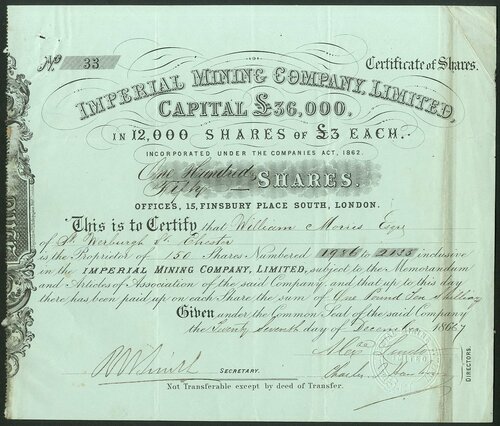 No 33
Certificate of Shares.
IMPERIAL MINING COMPANY, LIMITED,
CAPITAL £36,000.
IN 12,000 SHARES OF £3 EACH.
INCORPORATED UNDER THE COMPANIES ACT, 1862.
One Hundred
Fifty — SHARES.
OFFICES, 15, FINSBURY PLACE SOUTH, LONDON.
This is to Certify that William Morris Esqr
of St Werburgh St Chester
is the Proprietor of 150 Shares Numbered 1986 to 2135 inclusive
in the IMPERIAL MINING COMPANY, LIMITED, subject to the Memorandum
and Articles of Association of the said Company, and that up to this day
there has been paid up on each Share the sum of One Pound Ten Shillings
Given under the Common Seal of the said Company,
the Twenty Seventh day of December 1867
SECRETARY.
Charles
DIRECTORS.
Not Transferable except by deed of Transfer.